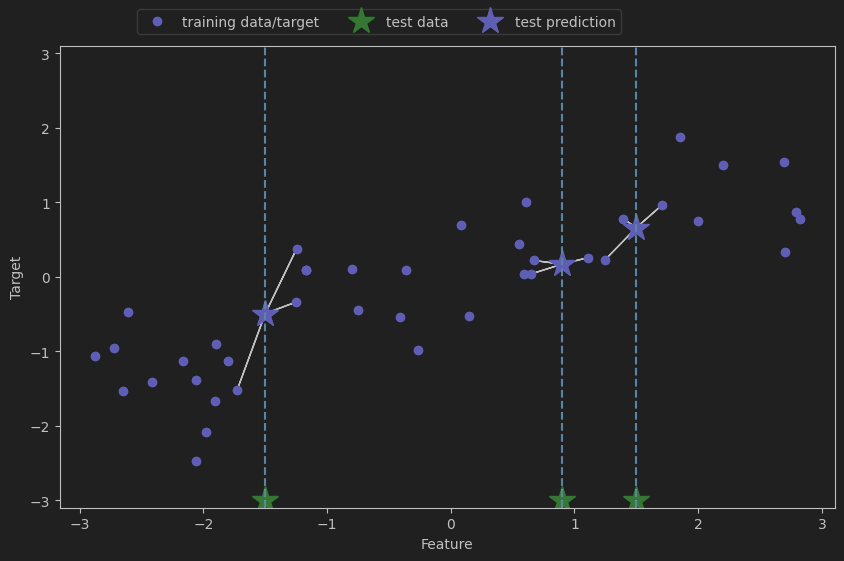 training data/target test data test prediction
3
2
1
0
−1
−2
−3
Target
−3 −2 −1 0 1 2 3
Feature